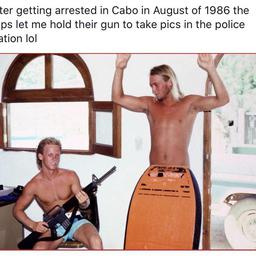 ter getting arrested in Cabo in August of 1986 the
ps let me hold their gun to take pics in the police
ation lol